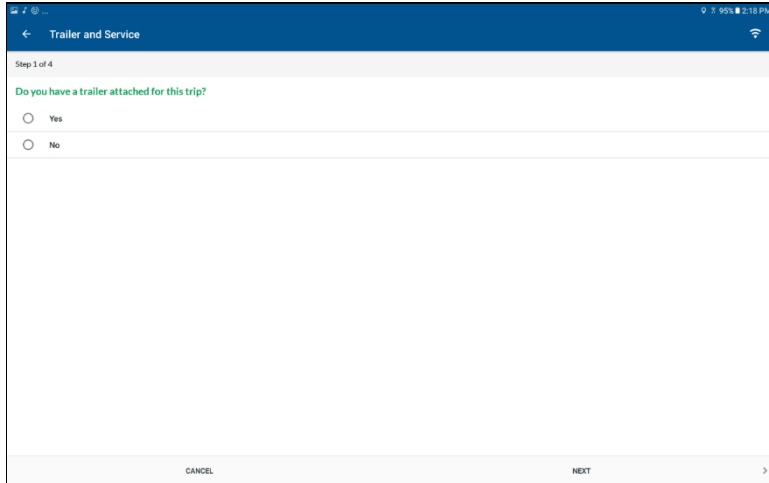 ... 95% 2:18 PM
Trailer and Service
Step 1 of 4
Do you have a trailer attached for this trip?
Yes
No
CANCEL NEXT